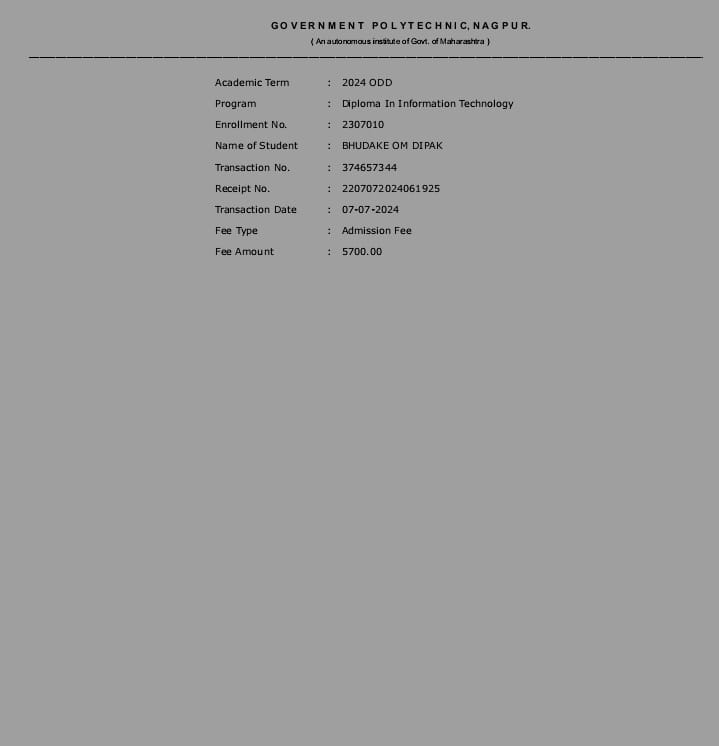 GOVERNMENT POLYTECHNIC, NAGPUR.
( An autonomous institute of Govt. of Maharashtra )
Academic Term : 2024 ODD
Program : Diploma In Information Technology
Enrollment No. : 2307010
Name of Student : BHUDAKE OM DIPAK
Transaction No. : 374657344
Receipt No. : 2207072024061925
Transaction Date : 07-07-2024
Fee Type : Admission Fee
Fee Amount : 5700.00